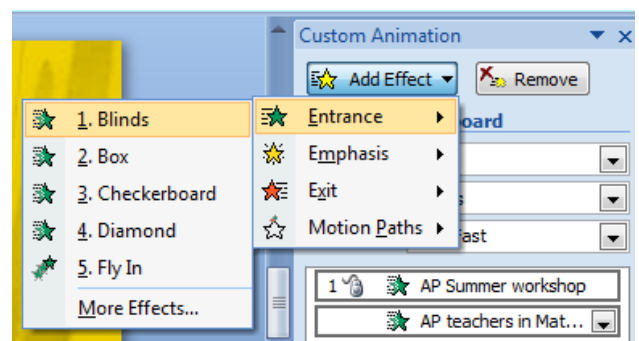 Custom Animation
Add Effect
Remove
Entrance
Emphasis
Exit
Motion Paths
1. Blinds
2. Box
3. Checkerboard
4. Diamond
5. Fly In
More Effects...
1 AP Summer workshop
AP teachers in Mat...